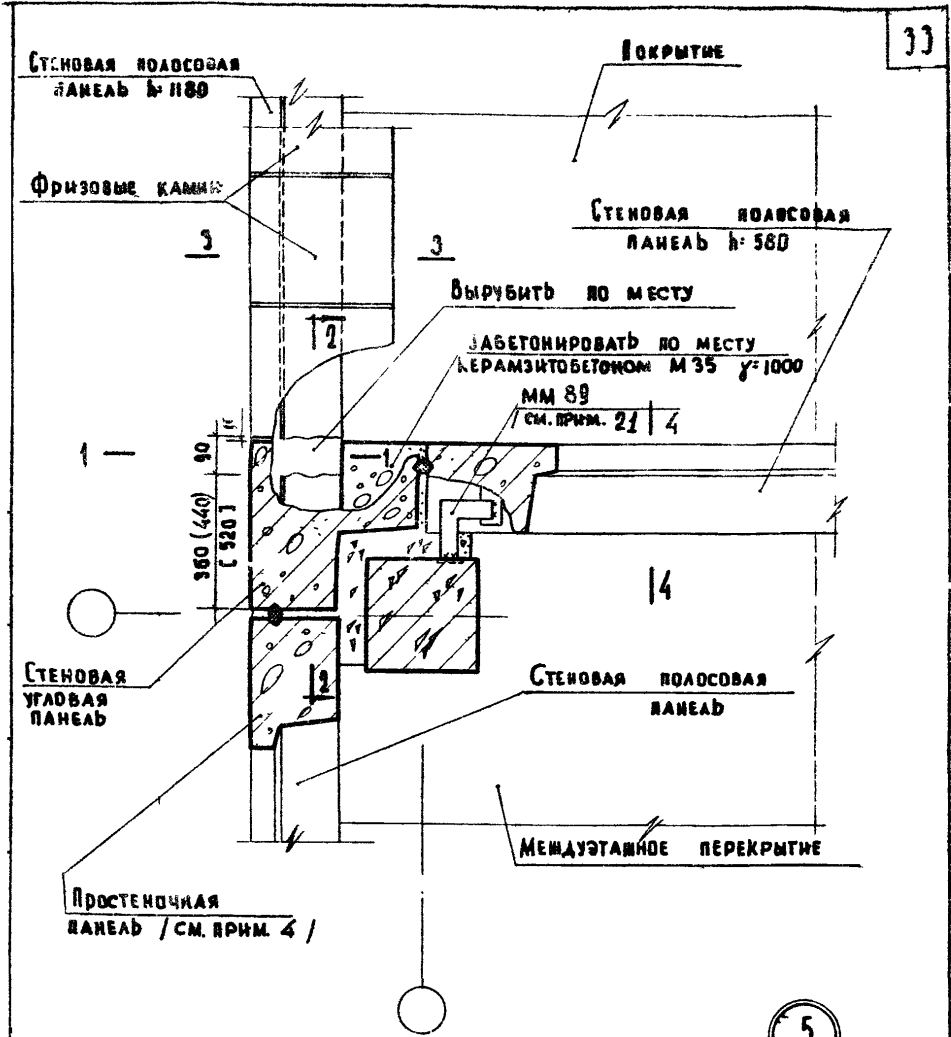 33
Стеновая полосовая
панель h=1180
Покрытие
Фризовые камни
Стеновая полосовая
панель h=580
3
3
Вырубить по месту
2
Забетонировать по месту
керамзитобетоном М35 γ=1000
ММ 89
/ см. прим. 21 | 4
1
1
90
360 (440)
[520]
4
Стеновая
угловая
панель
2
Стеновая полосовая
панель
Междуэтажное перекрытие
Простеночная
панель / см. прим. 4 /
5